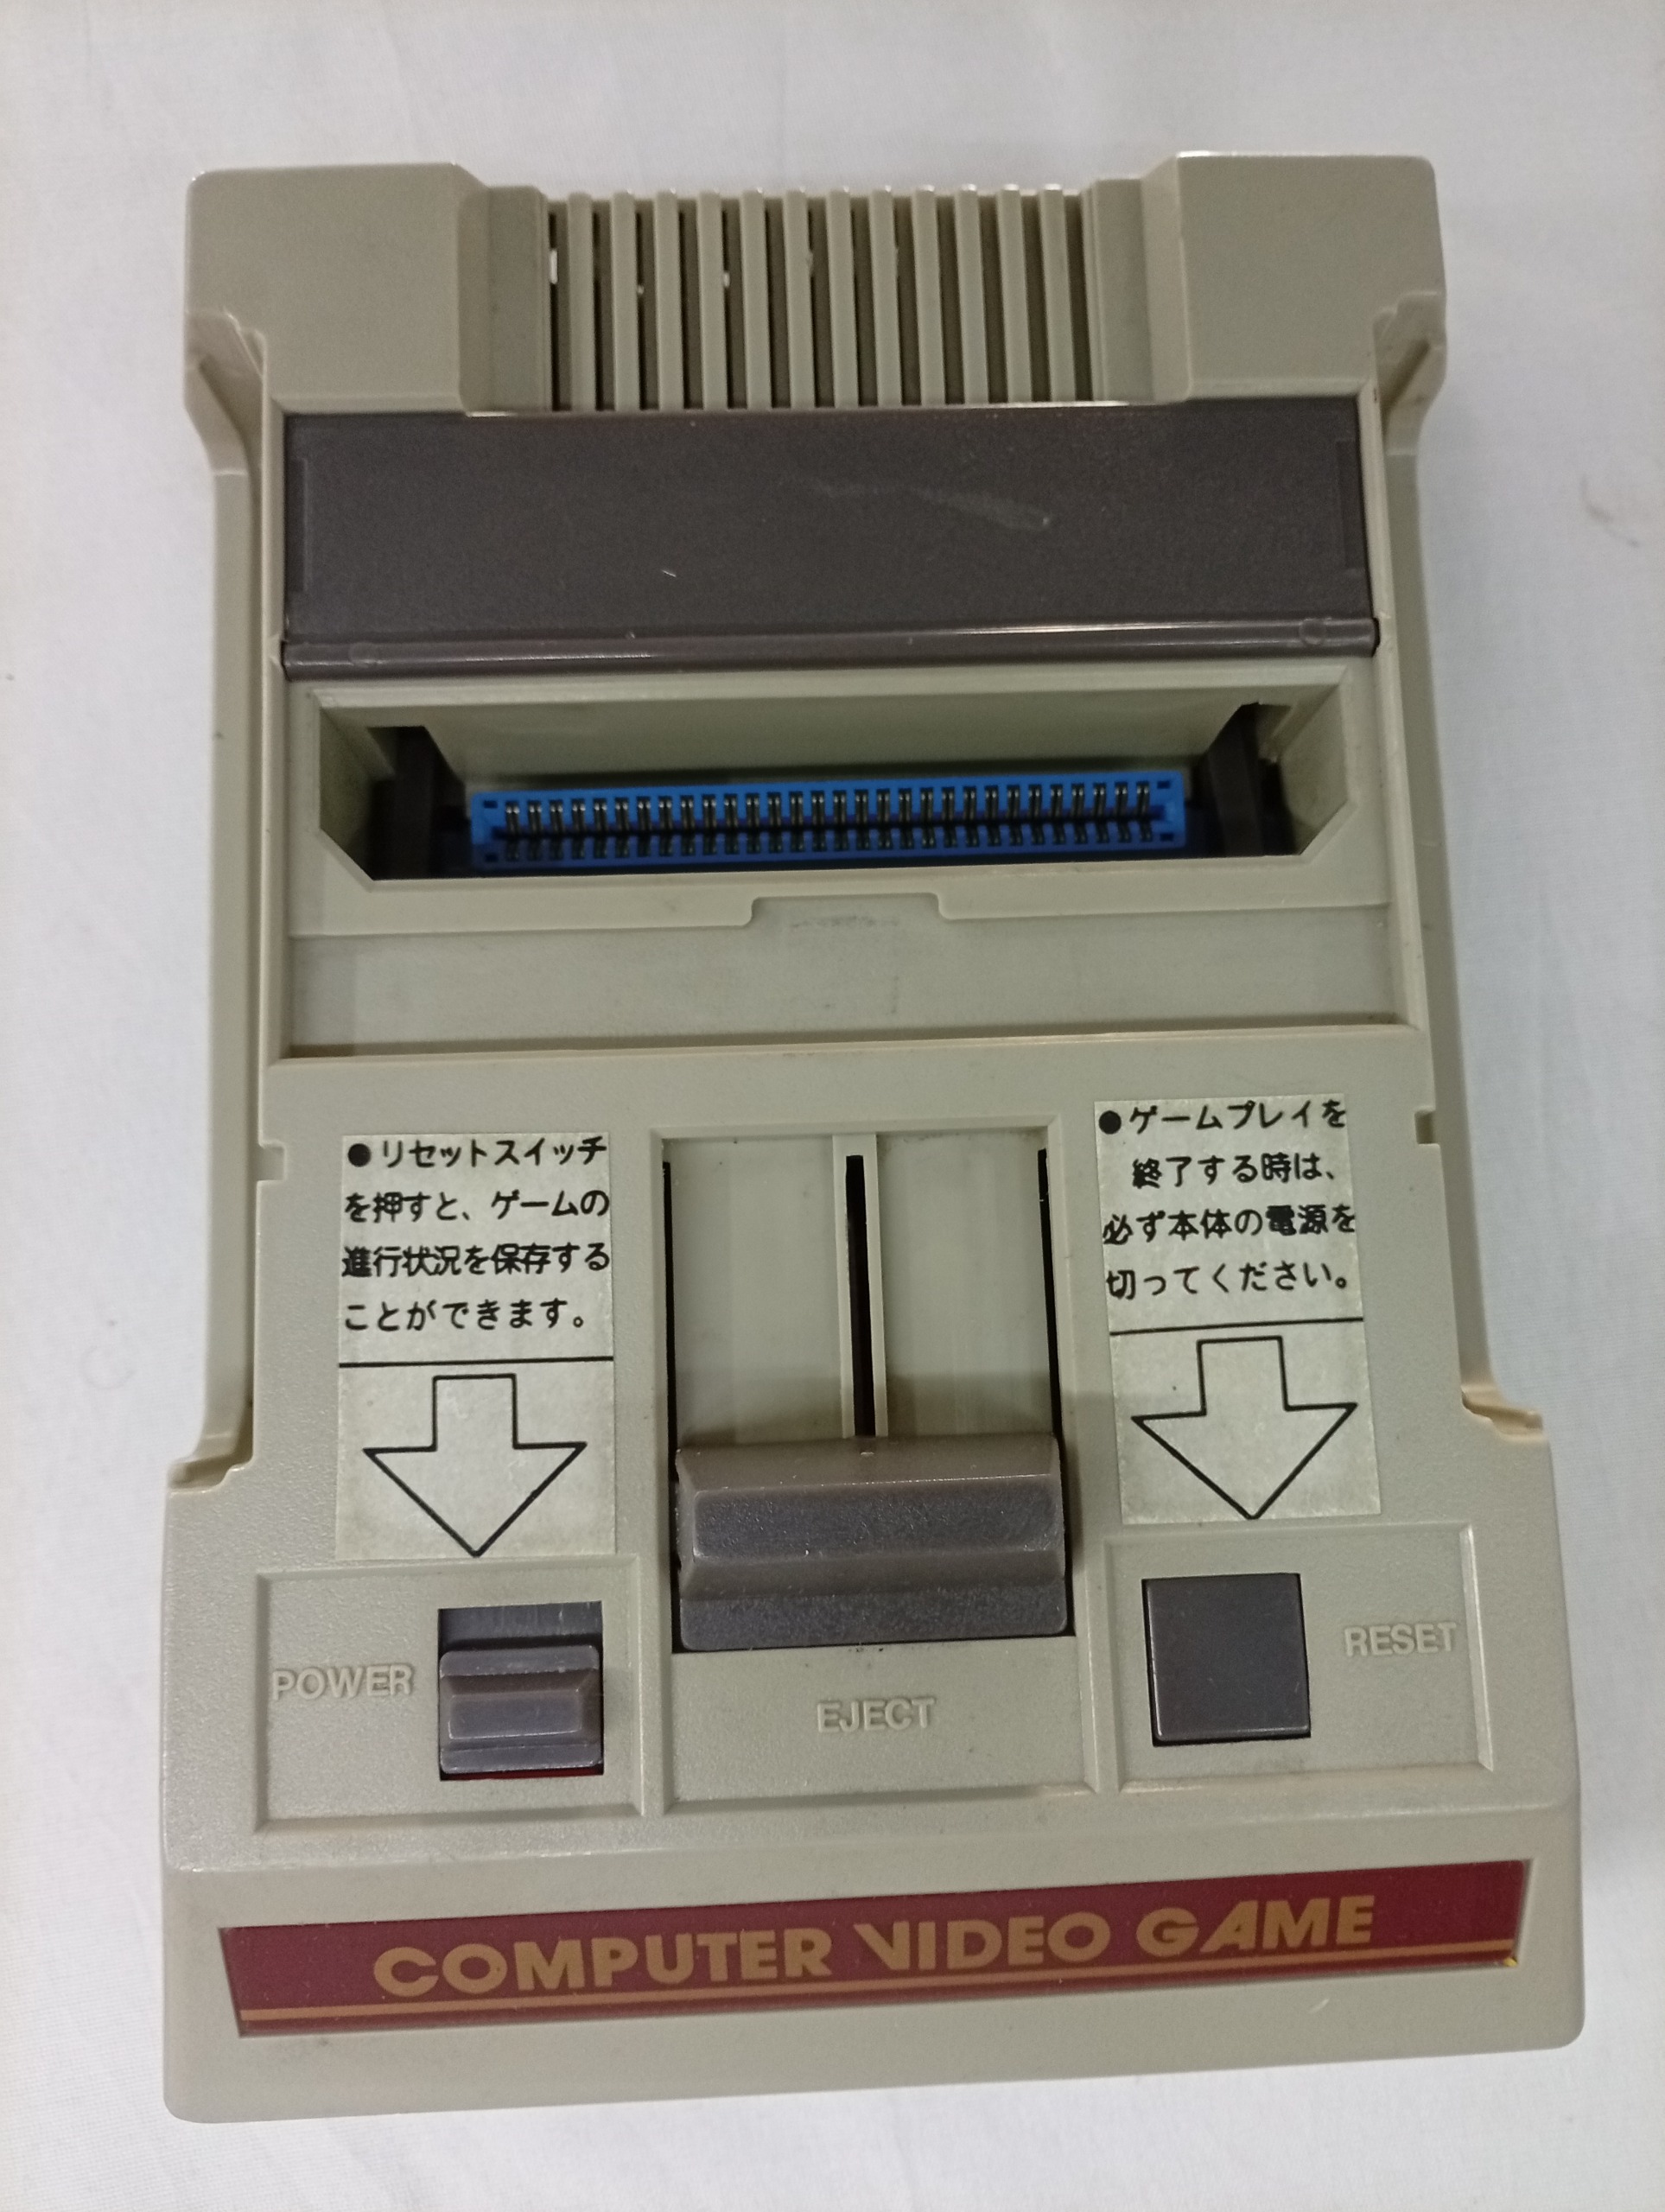 ●リセットスイッチ
を押すと、ゲームの
進行状況を保存する
ことができます。
●ゲームプレイを
終了する時は、
必ず本体の電源を
切ってください。
POWER
EJECT
RESET
COMPUTER VIDEO GAME